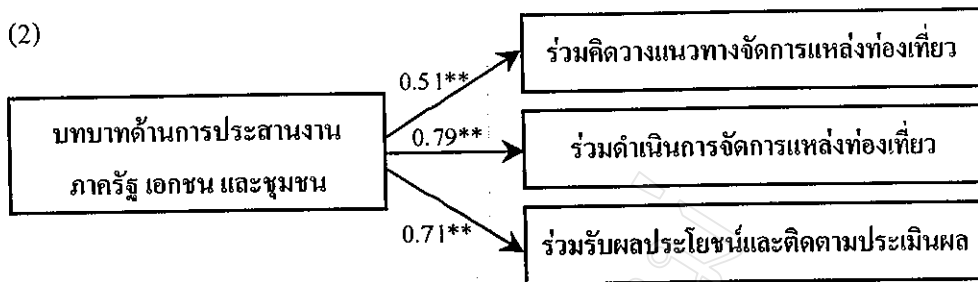 (2)
ร่วมคิดวางแนวทางจัดการแหล่งท่องเที่ยว
0.51**
บทบาทด้านการประสานงาน
ภาครัฐ เอกชน และชุมชน
0.79**
ร่วมดำเนินการจัดการแหล่งท่องเที่ยว
0.71**
ร่วมรับผลประโยชน์และติดตามประเมินผล